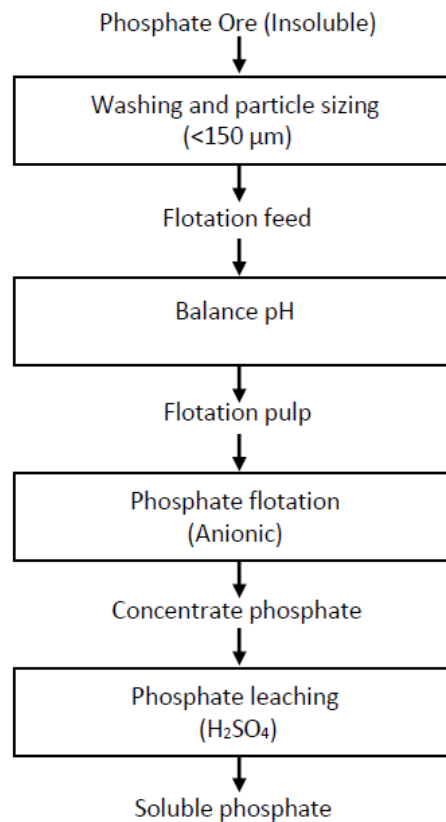 Phosphate Ore (Insoluble)
Washing and particle sizing
(<150 µm)
Flotation feed
Balance pH
Flotation pulp
Phosphate flotation
(Anionic)
Concentrate phosphate
Phosphate leaching
(H₂SO₄)
Soluble phosphate